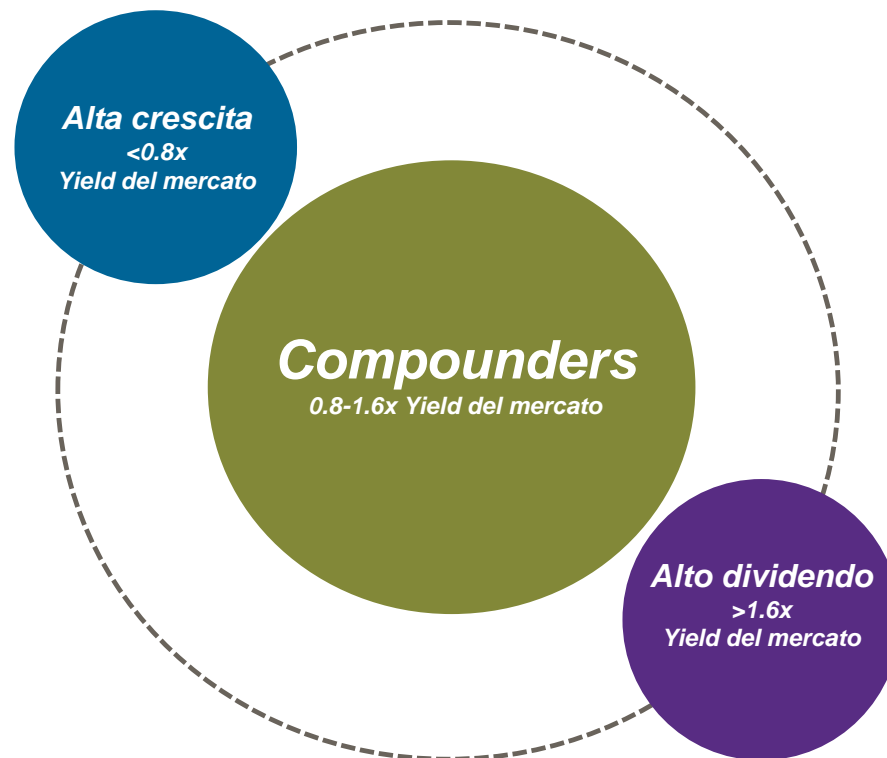 Alta crescita
<0.8x
Yield del mercato
Compounders
0.8-1.6x Yield del mercato
Alto dividendo
>1.6x
Yield del mercato